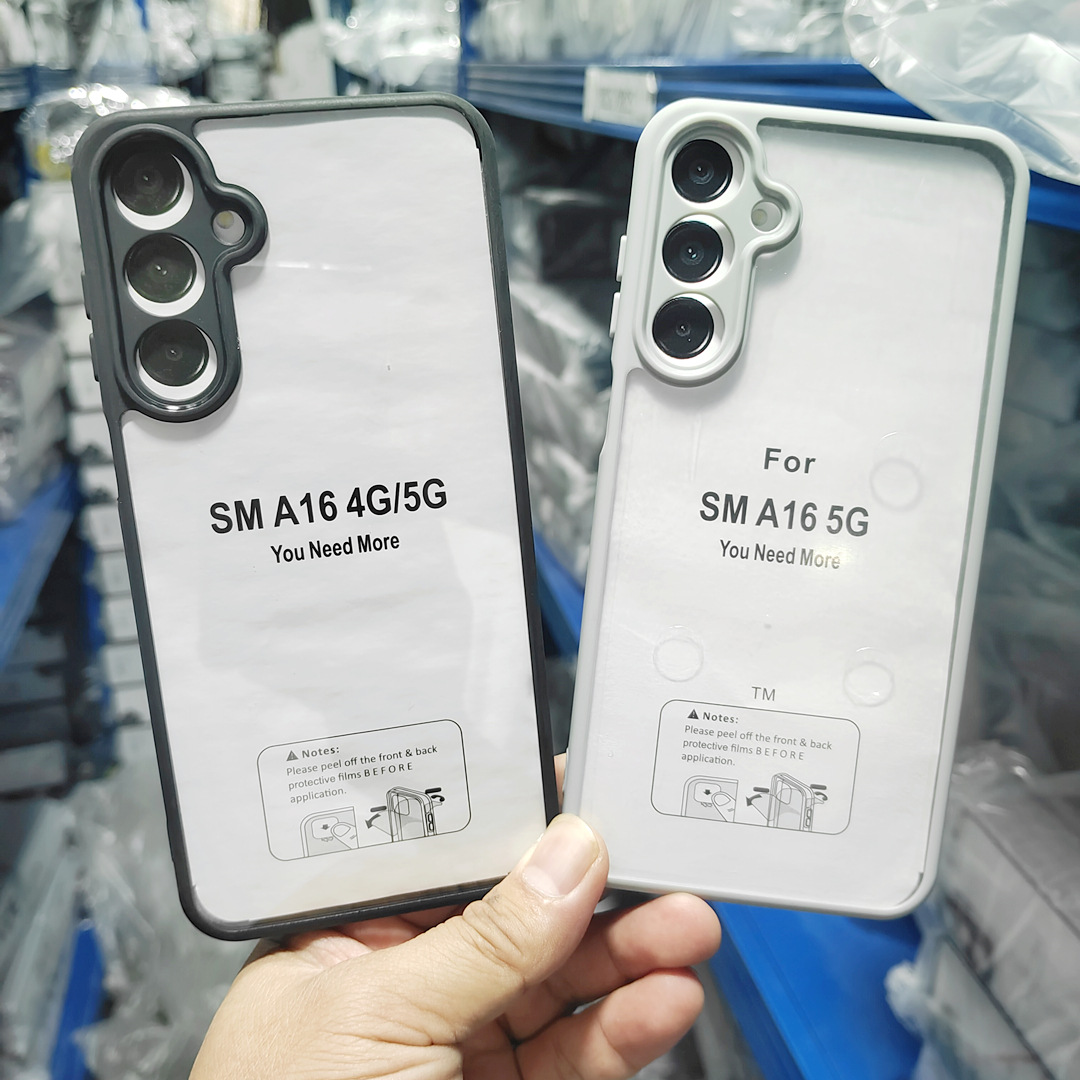 SM A16 4G/5G
You Need More
Notes:
Please peel off the front & back
protective films BEFORE
application.
For
SM A16 5G
You Need More
TM
Notes:
Please peel off the front & back
protective films BEFORE
application.